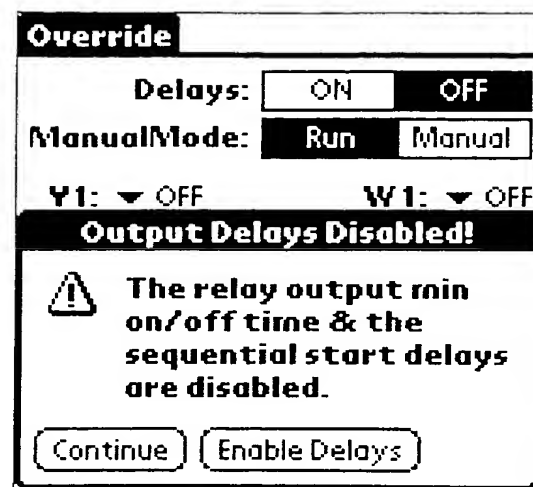 Override
Delays: ON OFF
ManualMode: Run Manual
Y1: OFF W1: OFF
Output Delays Disabled!
The relay output min
on/off time & the
sequential start delays
are disabled.
Continue Enable Delays